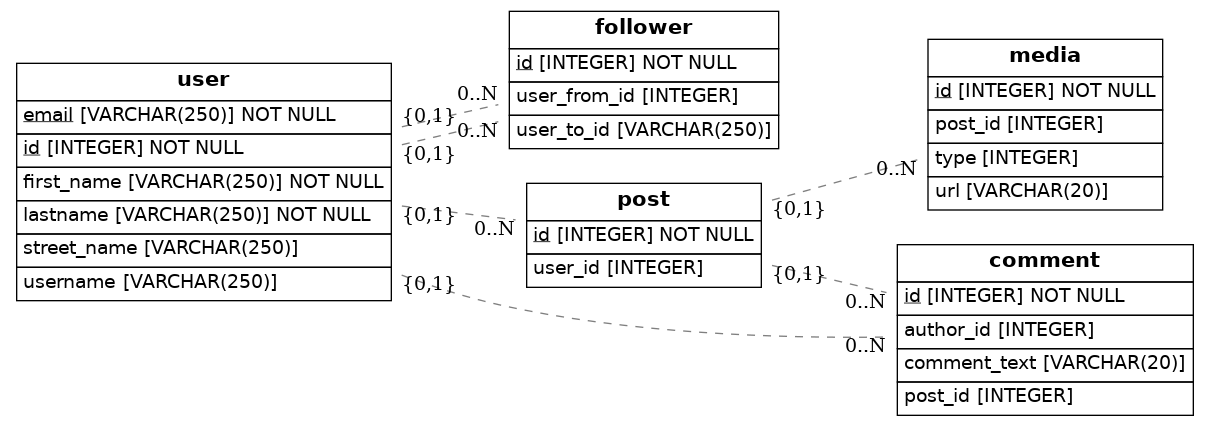 user
email [VARCHAR(250)] NOT NULL
id [INTEGER] NOT NULL
first_name [VARCHAR(250)] NOT NULL
lastname [VARCHAR(250)] NOT NULL
street_name [VARCHAR(250)]
username [VARCHAR(250)]
{0,1}
0..N
{0,1}
0..N
{0,1}
0..N
{0,1}
0..N
follower
id [INTEGER] NOT NULL
user_from_id [INTEGER]
user_to_id [VARCHAR(250)]
post
id [INTEGER] NOT NULL
user_id [INTEGER]
{0,1}
0..N
{0,1}
0..N
media
id [INTEGER] NOT NULL
post_id [INTEGER]
type [INTEGER]
url [VARCHAR(20)]
comment
id [INTEGER] NOT NULL
author_id [INTEGER]
comment_text [VARCHAR(20)]
post_id [INTEGER]